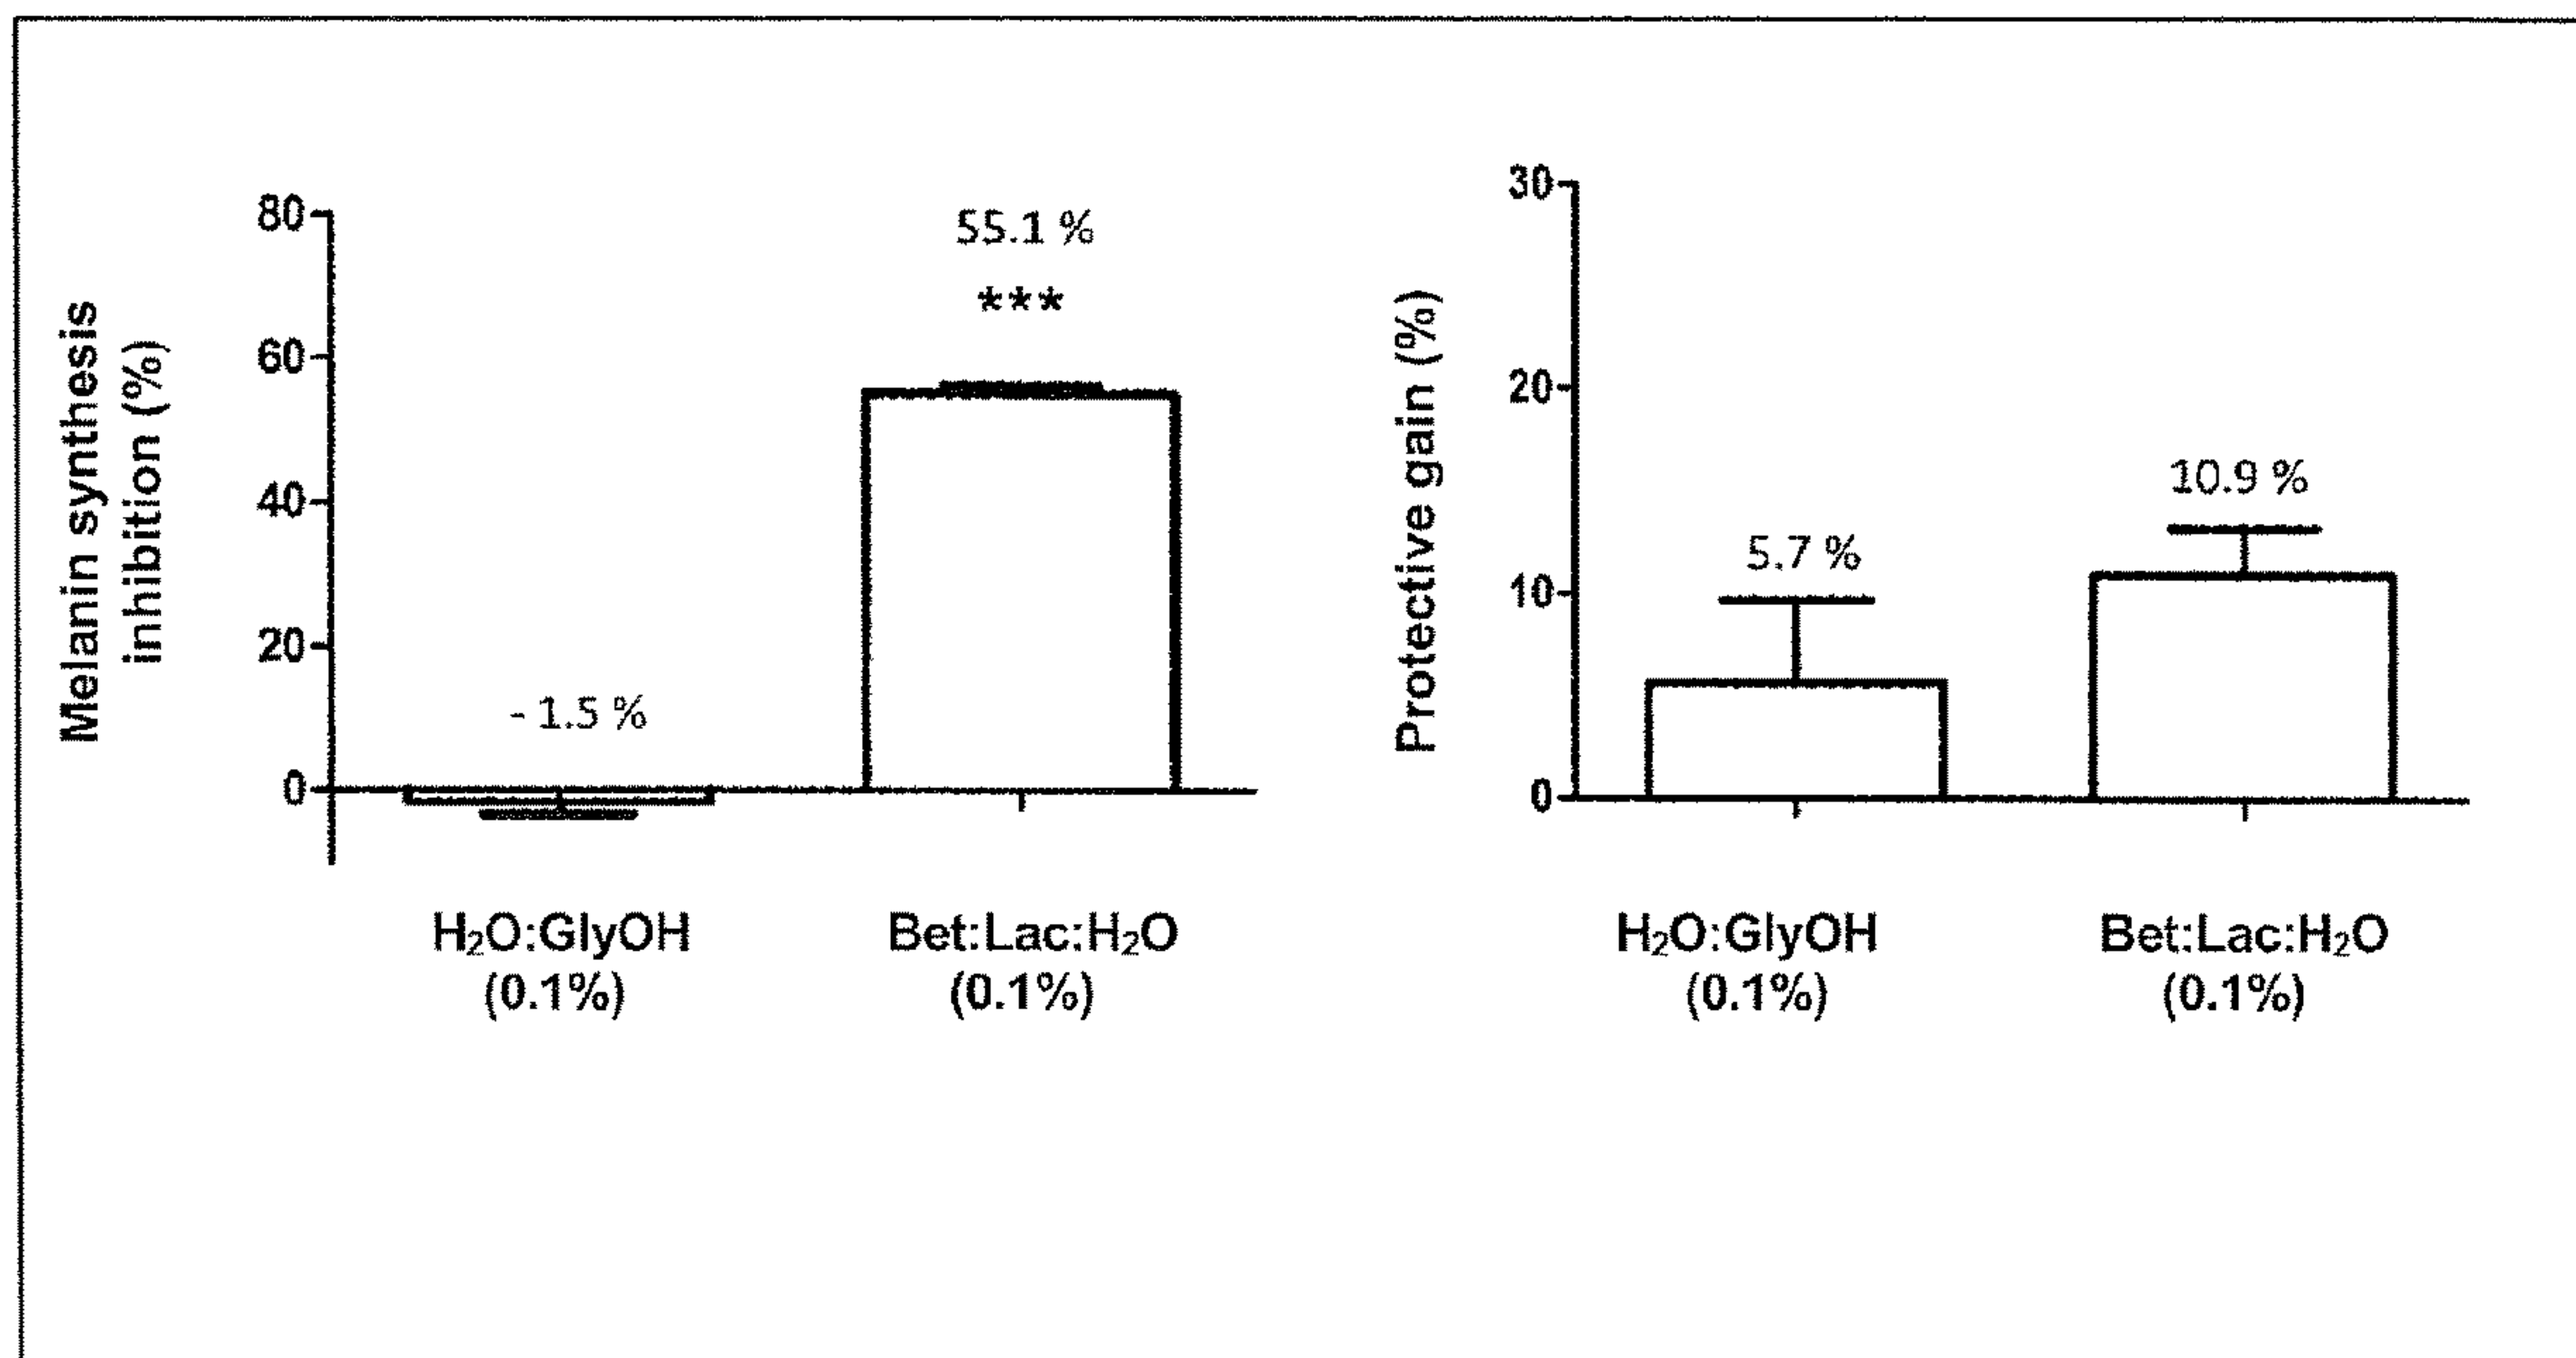 Melanin synthesis
inhibition (%)
80
60
40
20
0
55.1 %
***
- 1.5 %
H₂O:GlyOH
(0.1%)
Bet:Lac:H₂O
(0.1%)
Protective gain (%)
30
20
10
0
5.7 %
10.9 %
H₂O:GlyOH
(0.1%)
Bet:Lac:H₂O
(0.1%)